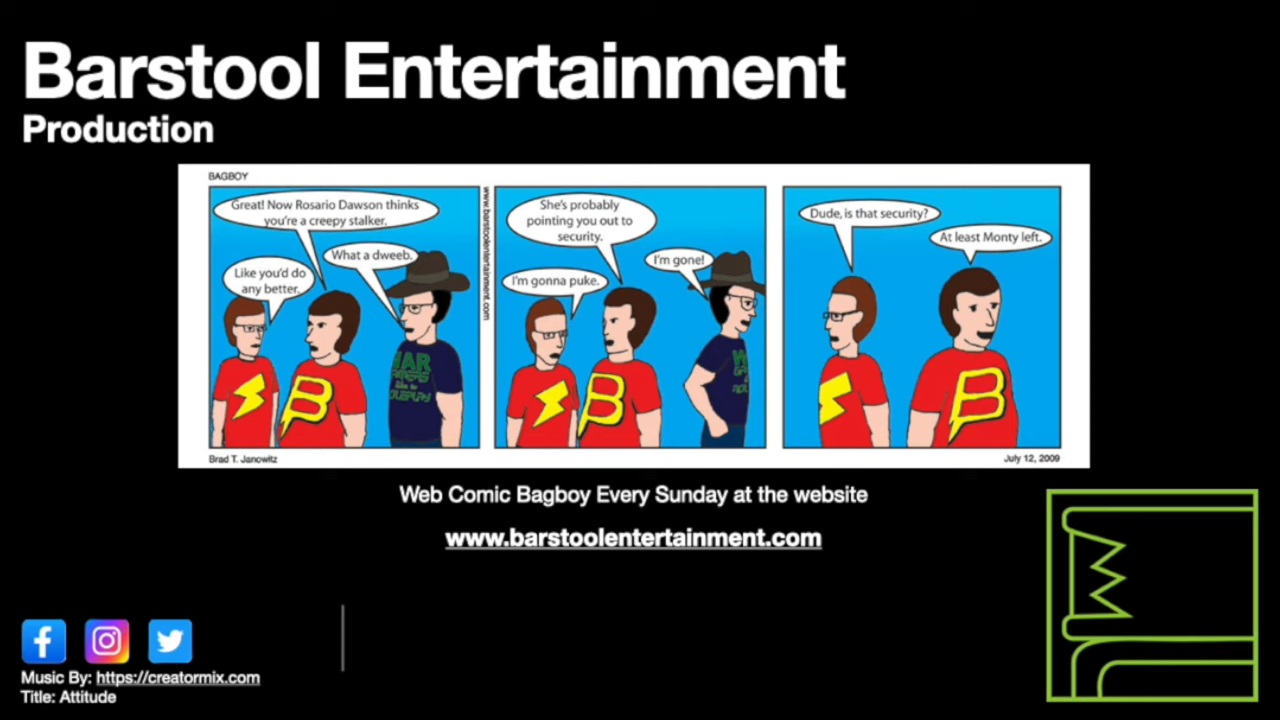 Barstool Entertainment
Production
BAGBOY
Great! Now Rosario Dawson thinks
you're a creepy stalker.
What a dweeb.
Like you'd do
any better.
www.barstoolentertainment.com
She's probably
pointing you out to
security.
I'm gonna puke.
I'm gone!
Dude, is that security?
At least Monty left.
B
B
B
Brad T. Janowitz
July 12, 2009
Web Comic Bagboy Every Sunday at the website
www.barstoolentertainment.com
Music By: https://creatormix.com
Title: Attitude